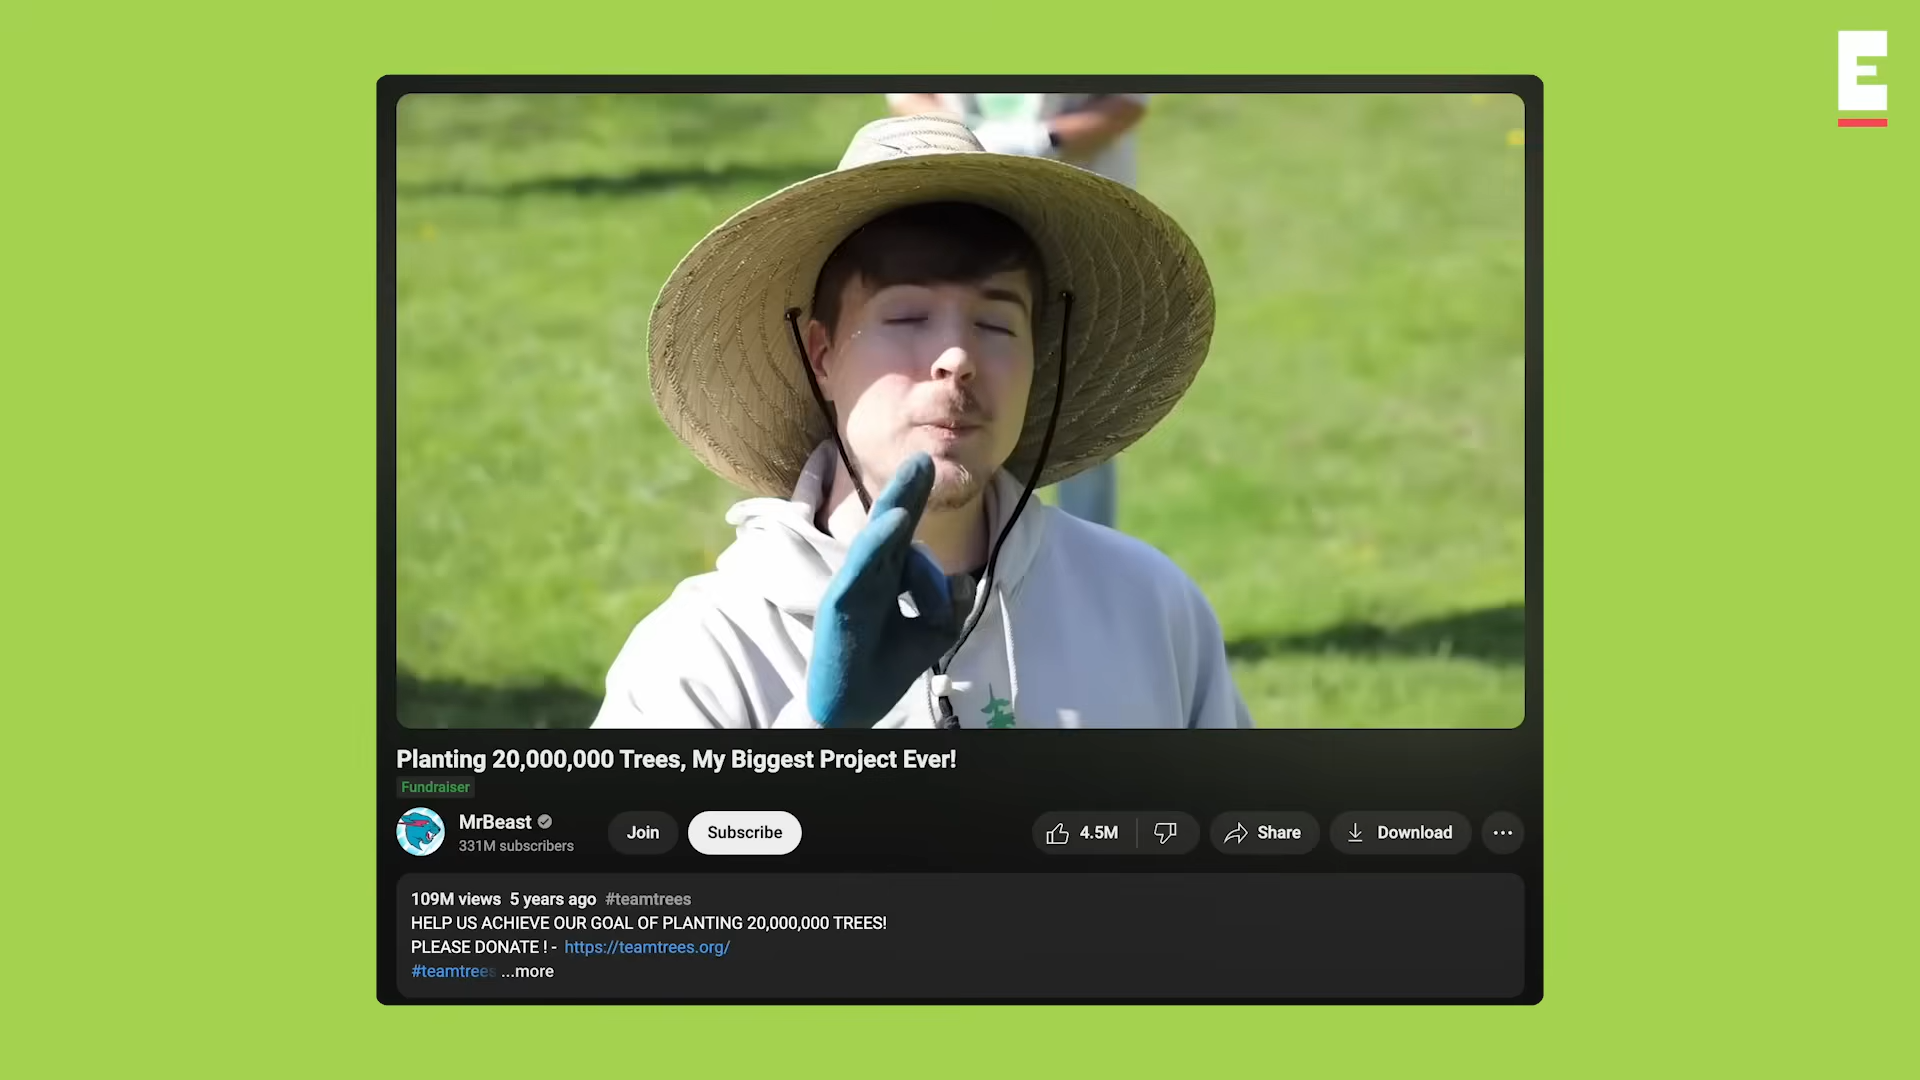 E
Planting 20,000,000 Trees, My Biggest Project Ever!
Fundraiser
MrBeast
331M subscribers
Join
Subscribe
4.5M
Share
Download
109M views 5 years ago #teamtrees
HELP US ACHIEVE OUR GOAL OF PLANTING 20,000,000 TREES!
PLEASE DONATE ! - https://teamtrees.org/
#teamtrees ...more